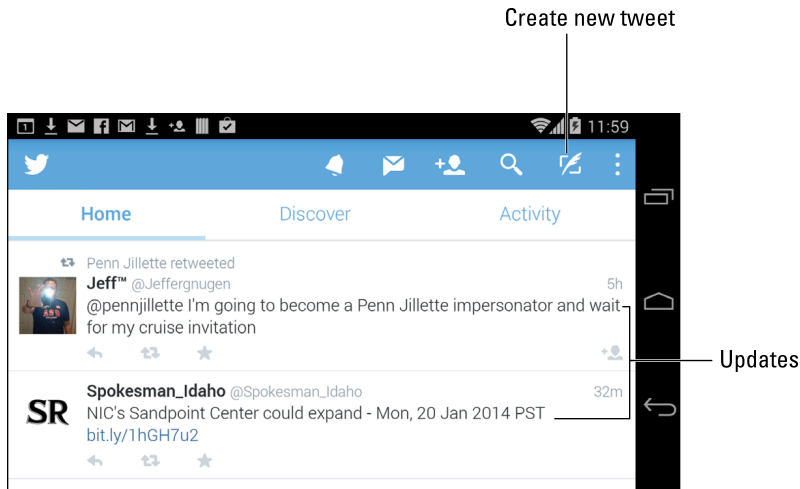 Create new tweet
1
11:59
Home
Discover
Activity
Penn Jillette retweeted
Jeff™ @Jeffergnugen
5h
@pennjillette I'm going to become a Penn Jillette impersonator and wait
for my cruise invitation
Updates
Spokesman_Idaho @Spokesman_Idaho
32m
SR
NIC's Sandpoint Center could expand - Mon, 20 Jan 2014 PST
bit.ly/1hGH7u2